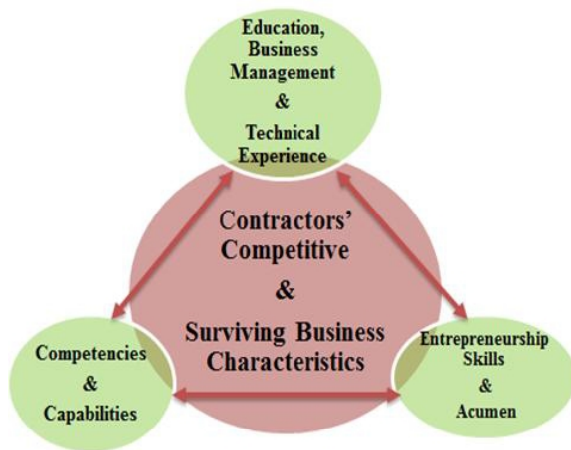 Education,
Business
Management
&
Technical
Experience
Contractors'
Competitive
&
Surviving Business
Characteristics
Competencies
&
Capabilities
Entrepreneurship
Skills
&
Acumen